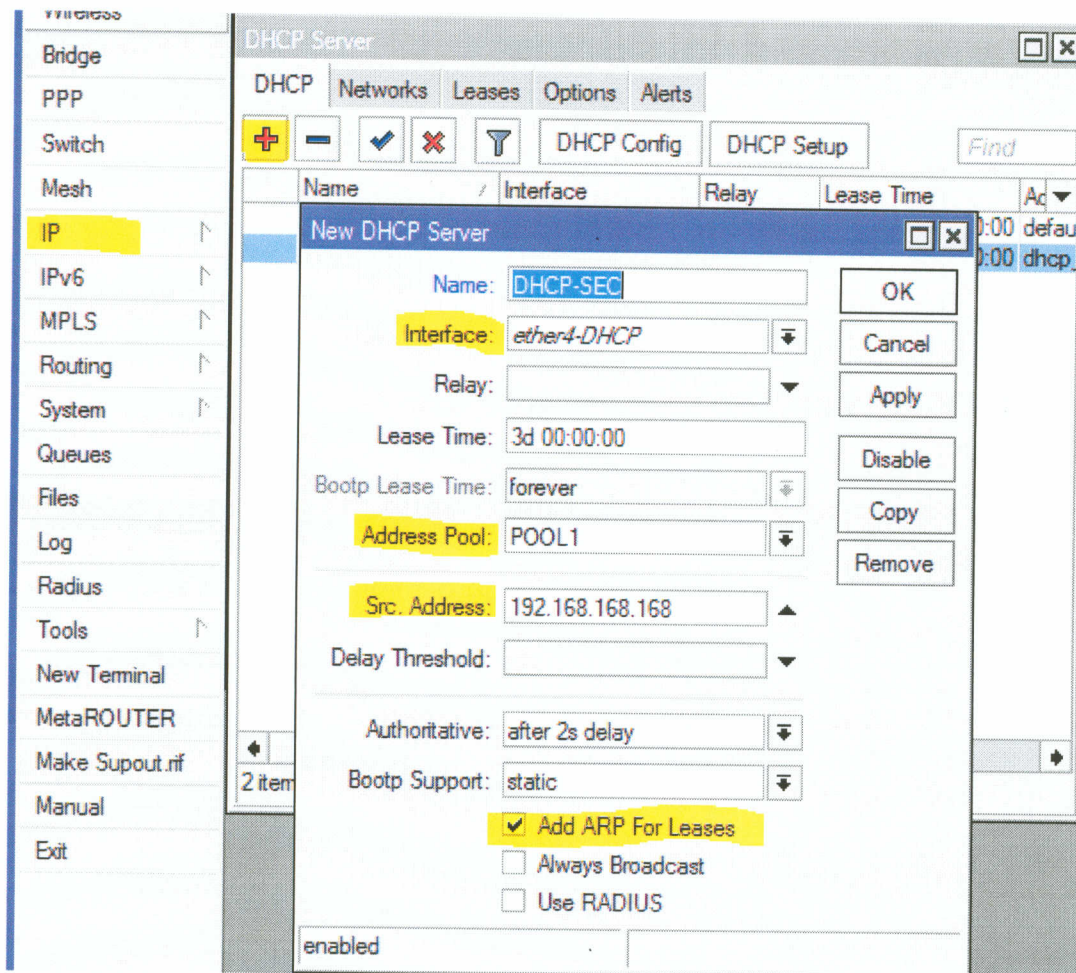 Wireless
Bridge
PPP
Switch
Mesh
IP
IPv6
MPLS
Routing
System
Queues
Files
Log
Radius
Tools
New Terminal
MetaROUTER
Make Supout.rif
Manual
Exit
DHCP Server
DHCP Networks Leases Options Alerts
DHCP Config DHCP Setup Find
Name Interface Relay Lease Time Ad
0:00 defau
0:00 dhcp_
2 item
New DHCP Server
Name: DHCP-SEC
Interface: ether4-DHCP
Relay:
Lease Time: 3d 00:00:00
Bootp Lease Time: forever
Address Pool: POOL1
Src. Address: 192.168.168.168
Delay Threshold:
Authoritative: after 2s delay
Bootp Support: static
Add ARP For Leases
Always Broadcast
Use RADIUS
enabled
OK
Cancel
Apply
Disable
Copy
Remove